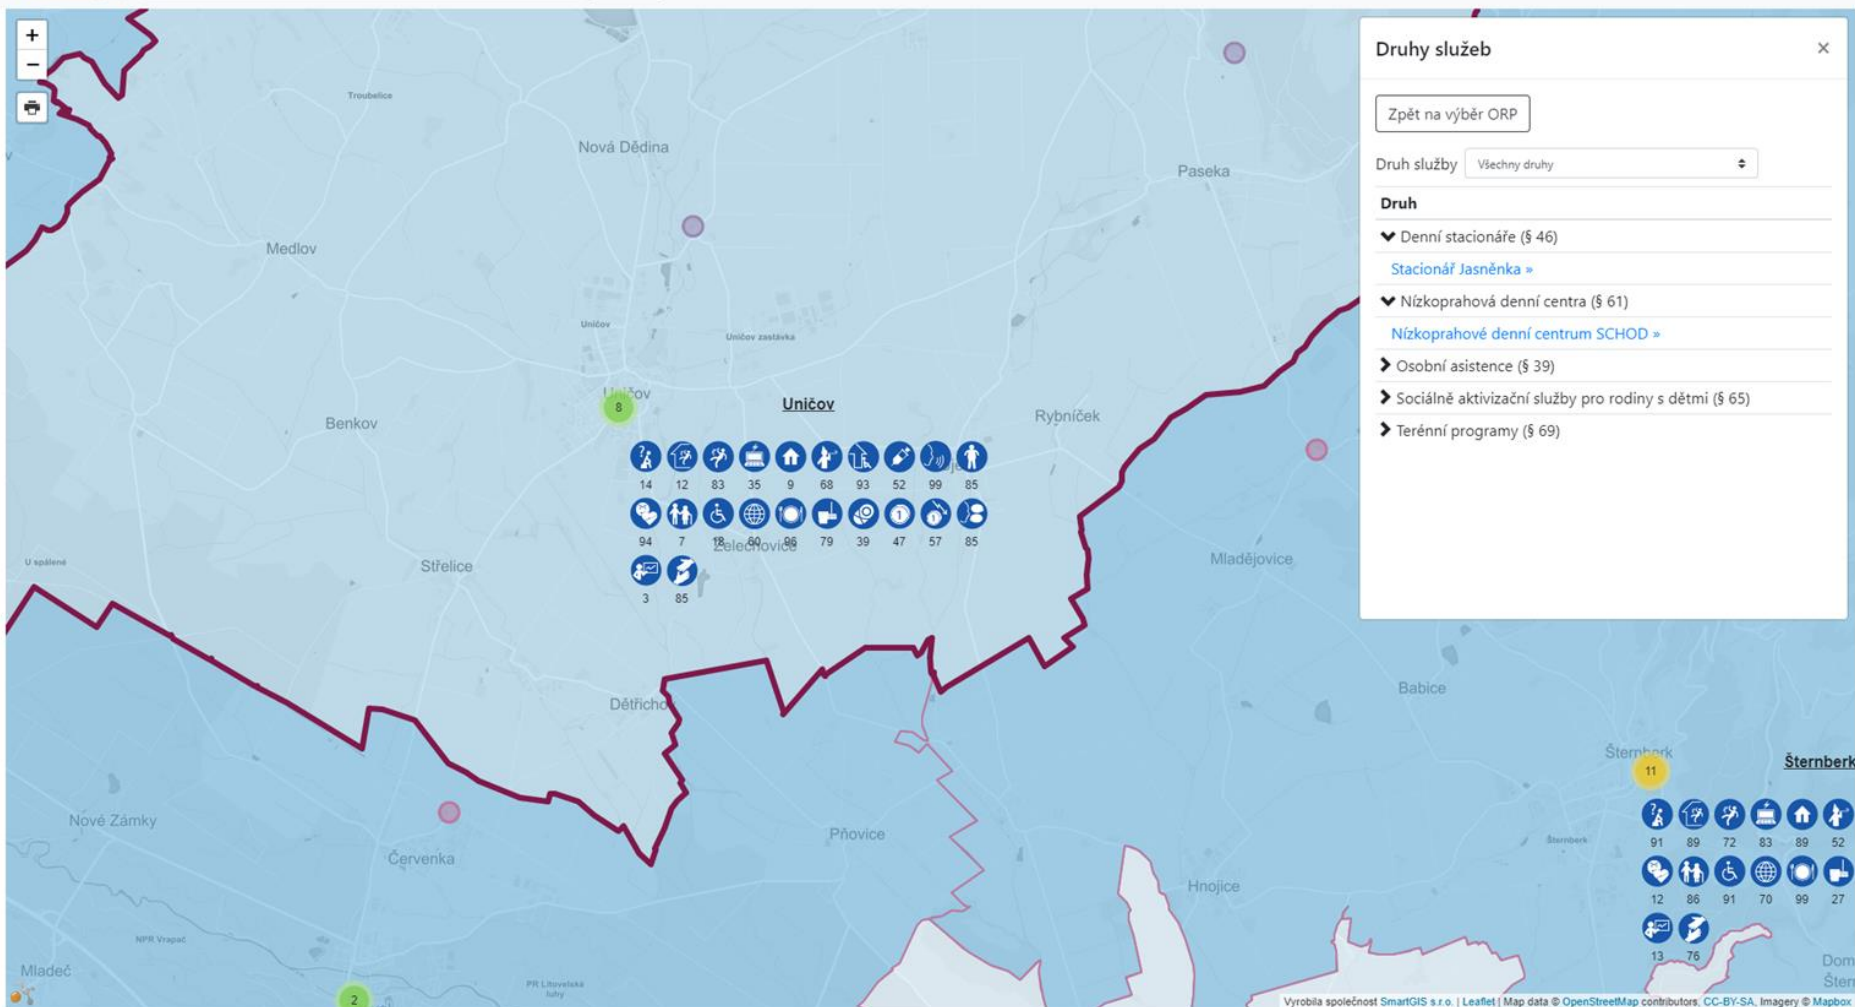 +
−
Druhy služeb
×
Zpět na výběr ORP
Druh služby Všechny druhy
Druh
Denní stacionáře (§ 46)
Stacionář Jasněnka »
Nízkoprahová denní centra (§ 61)
Nízkoprahové denní centrum SCHOD »
Osobní asistence (§ 39)
Sociálně aktivizační služby pro rodiny s dětmi (§ 65)
Terénní programy (§ 69)
Troubelice
Nová Dědina
Paseka
Medlov
Uničov
Uničov zastávka
Uničov
8
Uničov
Benkov
Rybníček
14 12 83 35 9 68 93 52 99 85
94 7 18 60 96 79 39 47 57 85
Želechovice
3 85
U spálené
Střelice
Mladějovice
Dětřichov
Babice
Šternberk
11
Šternberk
Nové Zámky
Pňovice
Červenka
Šternberk
91 89 72 83 89 52
Hnojice
12 86 91 70 99 27
NPR Vrapač
13 76
Mladeč
PR Litovelské
luhy
2
Dom
Šter
Vyrobila společnost SmartGIS s.r.o. | Leaflet | Map data © OpenStreetMap contributors, CC-BY-SA, Imagery © Mapbox